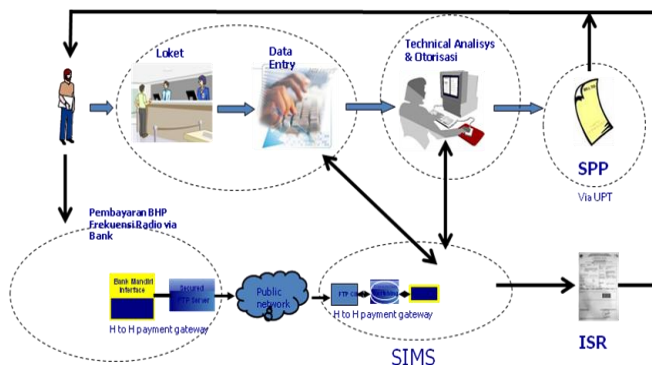 Loket
Data
Entry
Technical Analisys
& Otorisasi
SPP
Via UPT
Pembayaran BHP
Frekuensi Radio via
Bank
Bank Mandiri
Interface
Secured
FTP Server
Public
network
FTP
H to H payment gateway
H to H payment gateway
SIMS
ISR